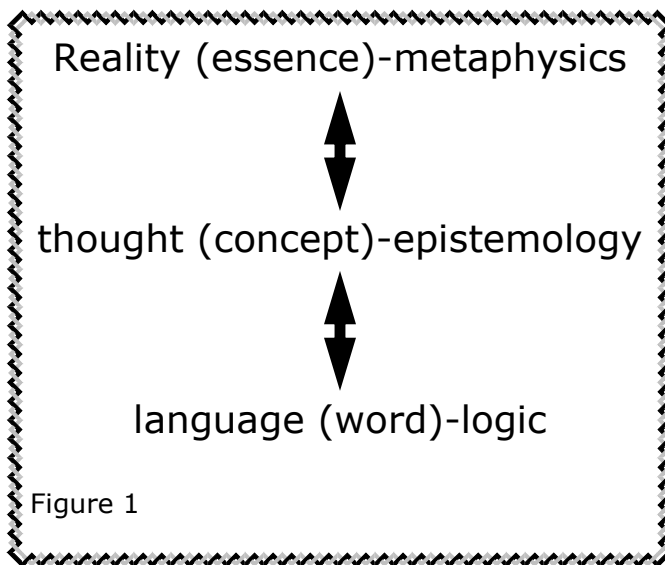 Reality (essence)-metaphysics
thought (concept)-epistemology
language (word)-logic
Figure 1